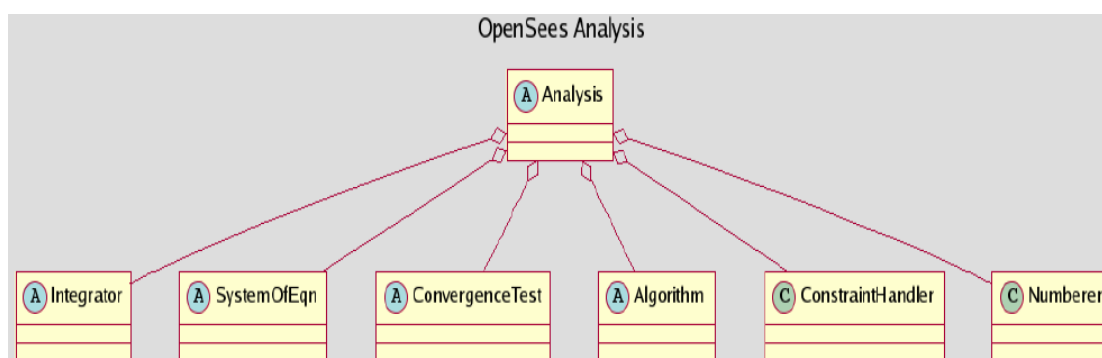 OpenSees Analysis
A Analysis
A Integrator
A SystemOfEqn
A ConvergenceTest
A Algorithm
C ConstraintHandler
C Numberer